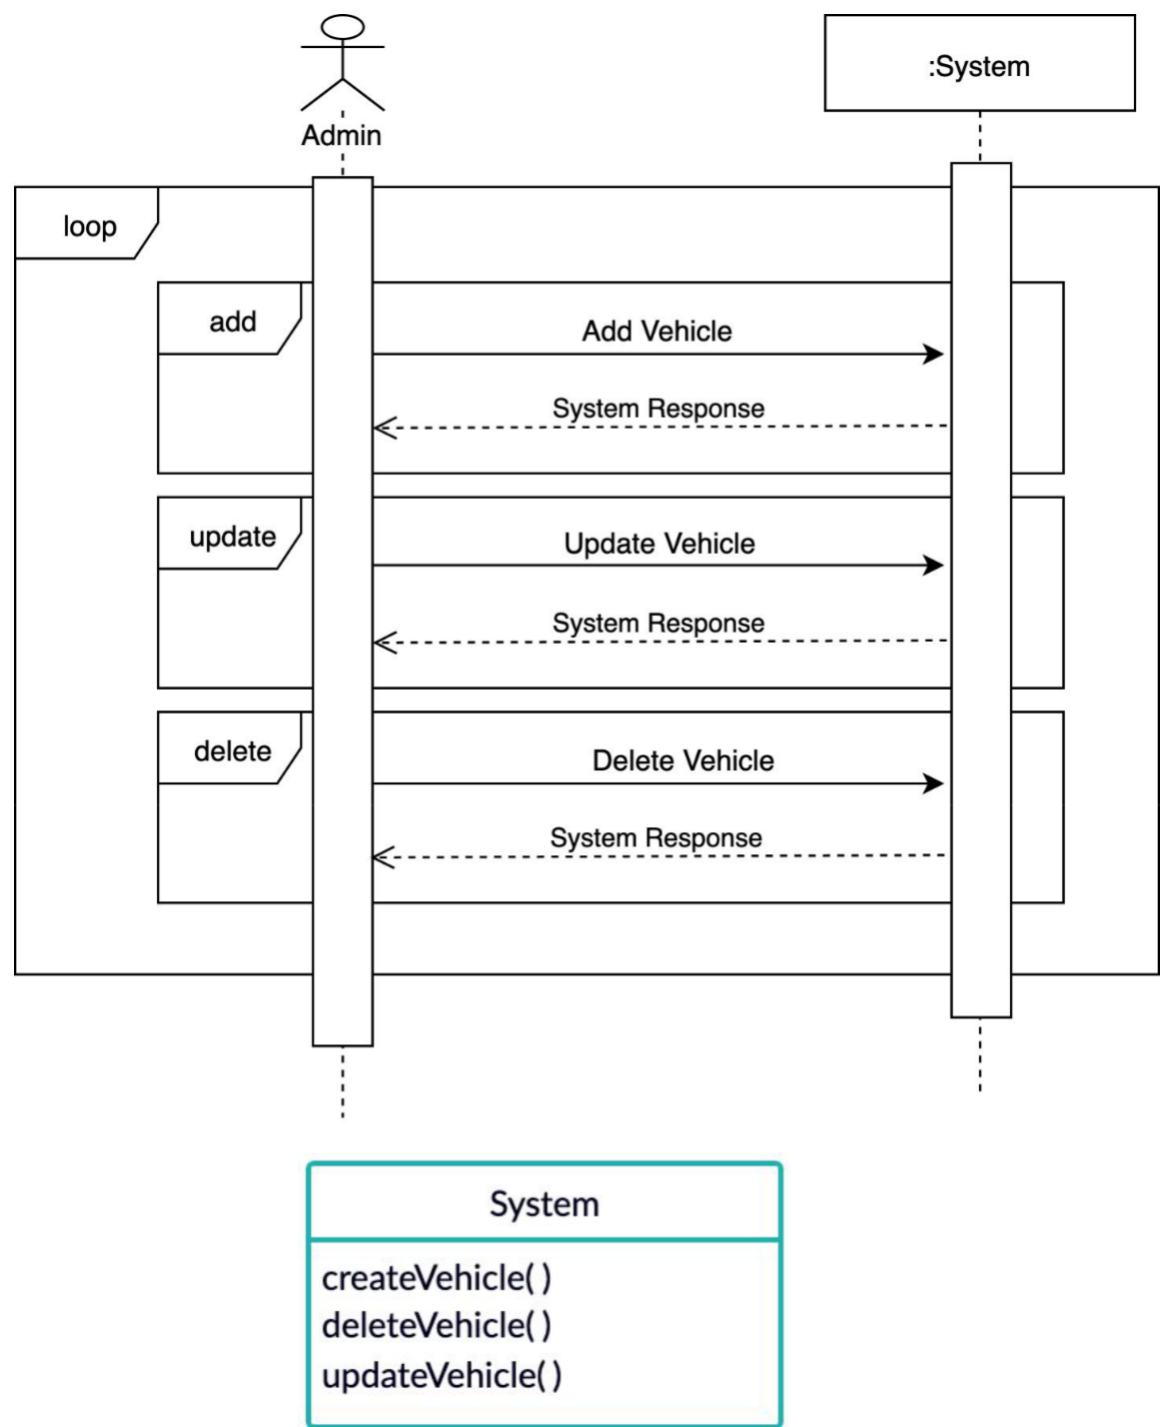 :System
Admin
loop
add
Add Vehicle
System Response
update
Update Vehicle
System Response
delete
Delete Vehicle
System Response
System
createVehicle()
deleteVehicle()
updateVehicle()